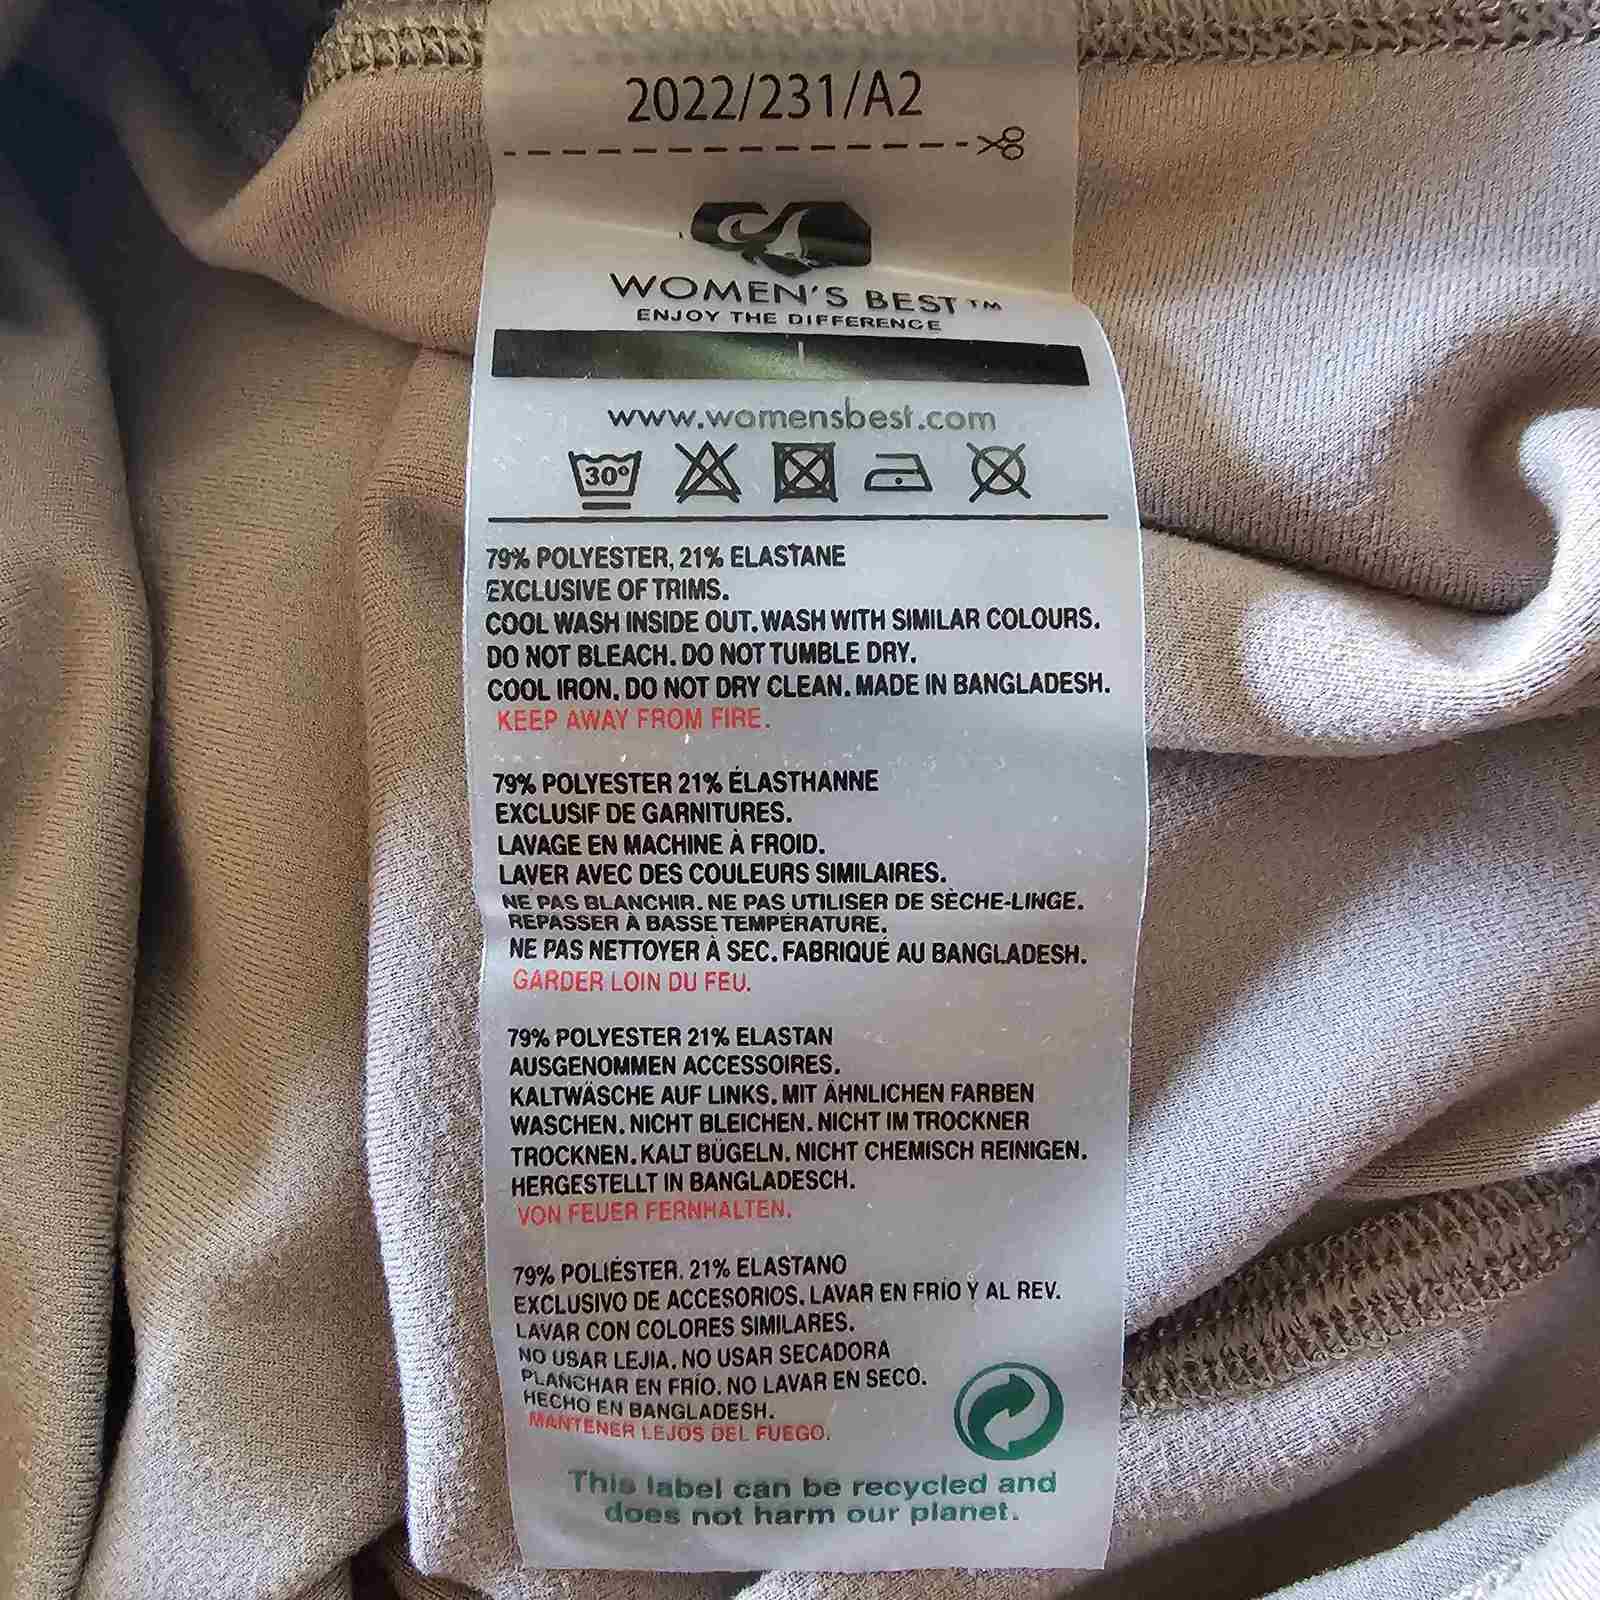 2022/231/A2
WOMEN'S BEST™
ENJOY THE DIFFERENCE
www.womensbest.com
30°
79% POLYESTER, 21% ELASTANE
EXCLUSIVE OF TRIMS.
COOL WASH INSIDE OUT. WASH WITH SIMILAR COLOURS.
DO NOT BLEACH. DO NOT TUMBLE DRY.
COOL IRON. DO NOT DRY CLEAN. MADE IN BANGLADESH.
KEEP AWAY FROM FIRE.
79% POLYESTER 21% ÉLASTHANNE
EXCLUSIF DE GARNITURES.
LAVAGE EN MACHINE À FROID.
LAVER AVEC DES COULEURS SIMILAIRES.
NE PAS BLANCHIR. NE PAS UTILISER DE SÈCHE-LINGE.
REPASSER À BASSE TEMPÉRATURE.
NE PAS NETTOYER À SEC. FABRIQUÉ AU BANGLADESH.
GARDER LOIN DU FEU.
79% POLYESTER 21% ELASTAN
AUSGENOMMEN ACCESSOIRES.
KALTWÄSCHE AUF LINKS. MIT ÄHNLICHEN FARBEN
WASCHEN. NICHT BLEICHEN. NICHT IM TROCKNER
TROCKNEN. KALT BÜGELN. NICHT CHEMISCH REINIGEN.
HERGESTELLT IN BANGLADESCH.
VON FEUER FERNHALTEN.
79% POLIÉSTER. 21% ELASTANO
EXCLUSIVO DE ACCESORIOS. LAVAR EN FRÍO Y AL REV.
LAVAR CON COLORES SIMILARES.
NO USAR LEJIA. NO USAR SECADORA
PLANCHAR EN FRÍO. NO LAVAR EN SECO.
HECHO EN BANGLADESH.
MANTENER LEJOS DEL FUEGO.
This label can be recycled and
does not harm our planet.